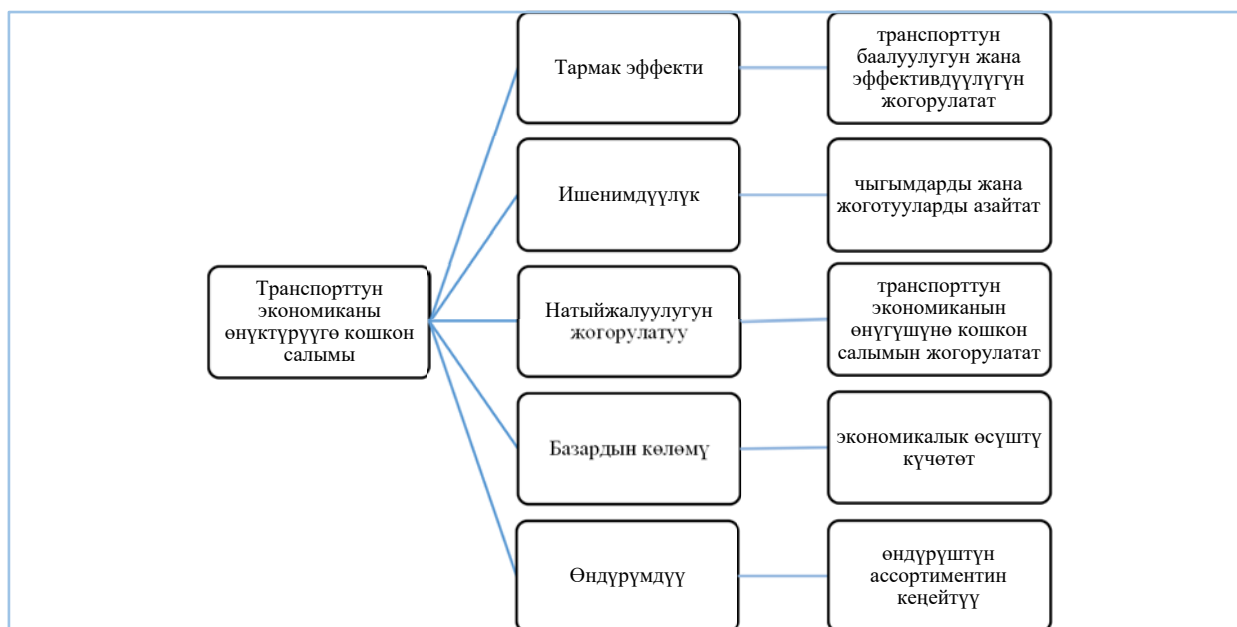 Транспорттун
экономиканы
өнүктүрүүгө кошкон
салымы
Тармак эффекти
транспорттун
баалуулугун жана
эффективдүүлүгүн
жогорулатат
Ишенимдүүлүк
чыгымдарды жана
жоготууларды азайтат
Натыйжалуулугун
жогорулатуу
транспорттун
экономиканын
өнүгүшүнө кошкон
салымын жогорулатат
Базардын көлөмү
экономикалык өсүштү
күчөтөт
Өндүрүмдүү
өндүрүштүн
ассортиментин
кеңейтүү